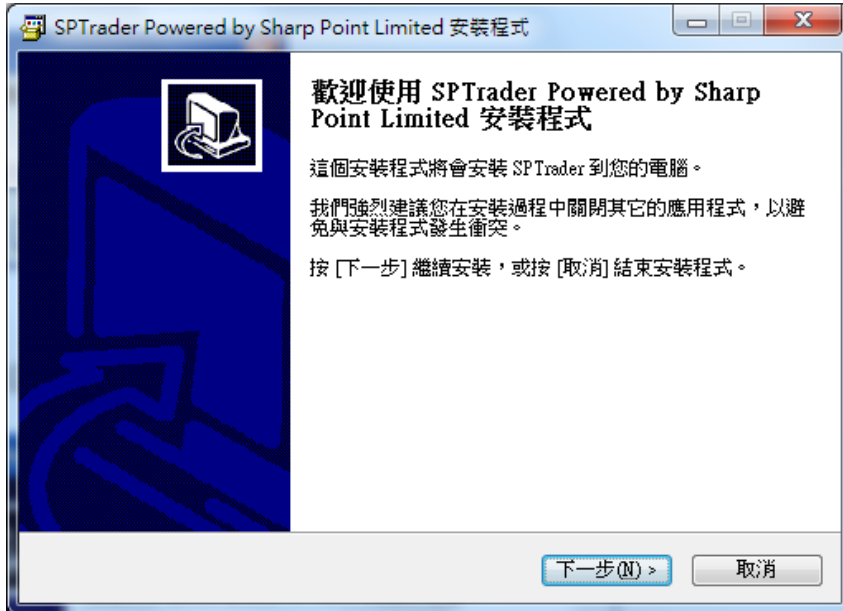 SPTrader Powered by Sharp Point Limited 安裝程式
歡迎使用 SPTrader Powered by Sharp
Point Limited 安裝程式
這個安裝程式將會安裝 SPTrader 到您的電腦。
我們強烈建議您在安裝過程中關閉其它的應用程式，以避
免與安裝程式發生衝突。
按 [下一步] 繼續安裝，或按 [取消] 結束安裝程式。
下一步(N) >
取消